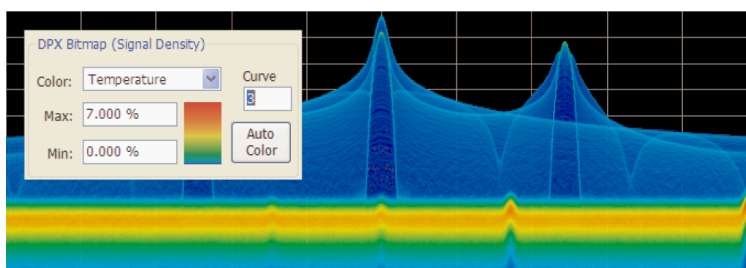 DPX Bitmap (Signal Density)
Color: Temperature Curve
3
Max: 7.000 %
Min: 0.000 %
Auto
Color